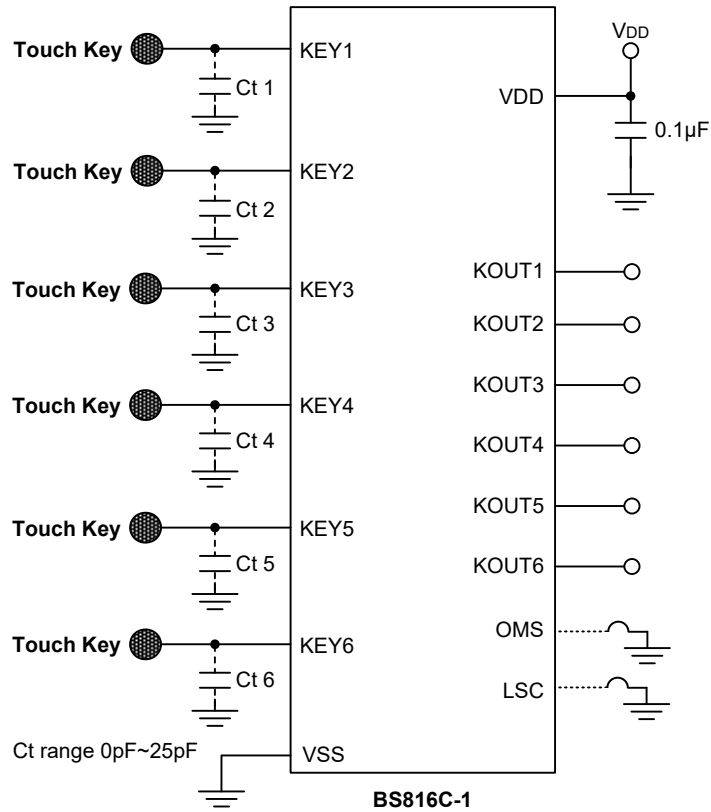 VDD
Touch Key
KEY1
Ct 1
VDD
0.1µF
Touch Key
KEY2
Ct 2
Touch Key
KEY3
Ct 3
Touch Key
KEY4
Ct 4
Touch Key
KEY5
Ct 5
Touch Key
KEY6
Ct 6
KOUT1
KOUT2
KOUT3
KOUT4
KOUT5
KOUT6
OMS
LSC
Ct range 0pF~25pF
VSS
BS816C-1